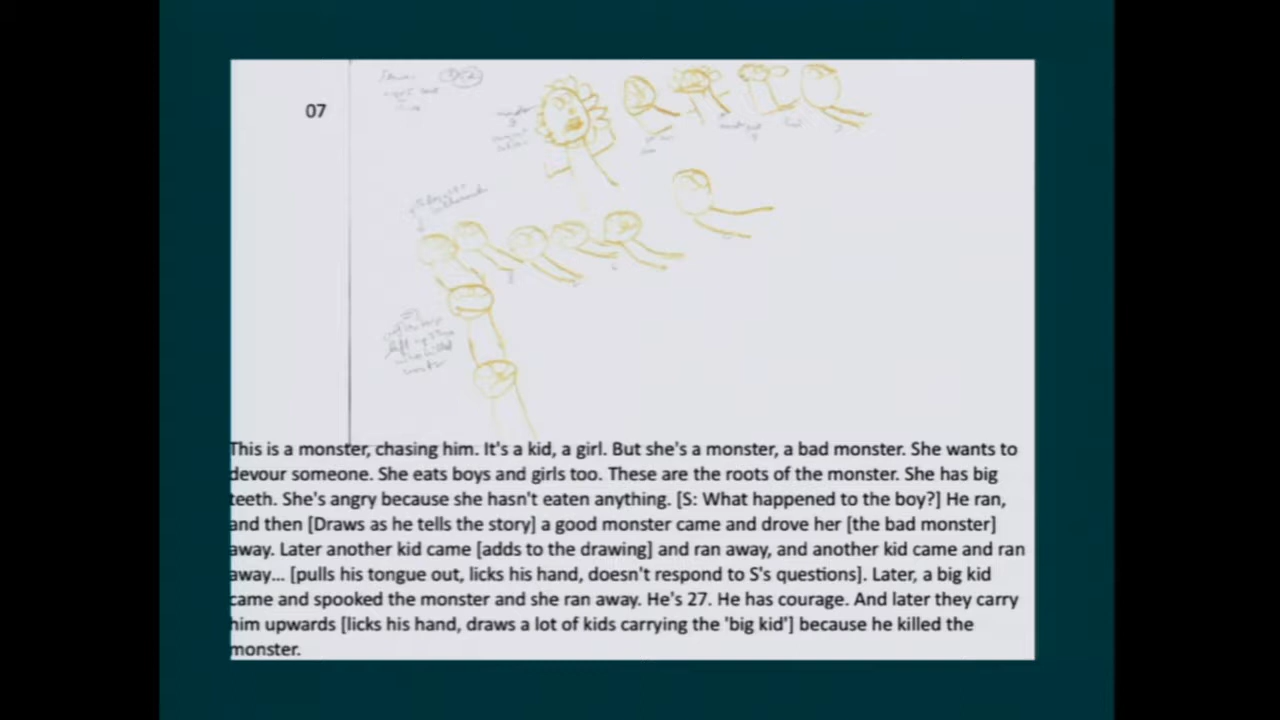 07
This is a monster, chasing him. It's a kid, a girl. But she's a monster, a bad monster. She wants to
devour someone. She eats boys and girls too. These are the roots of the monster. She has big
teeth. She's angry because she hasn't eaten anything. [S: What happened to the boy?] He ran,
and then [Draws as he tells the story] a good monster came and drove her [the bad monster]
away. Later another kid came [adds to the drawing] and ran away, and another kid came and ran
away... [pulls his tongue out, licks his hand, doesn't respond to S's questions]. Later, a big kid
came and spooked the monster and she ran away. He's 27. He has courage. And later they carry
him upwards [licks his hand, draws a lot of kids carrying the 'big kid'] because he killed the
monster.